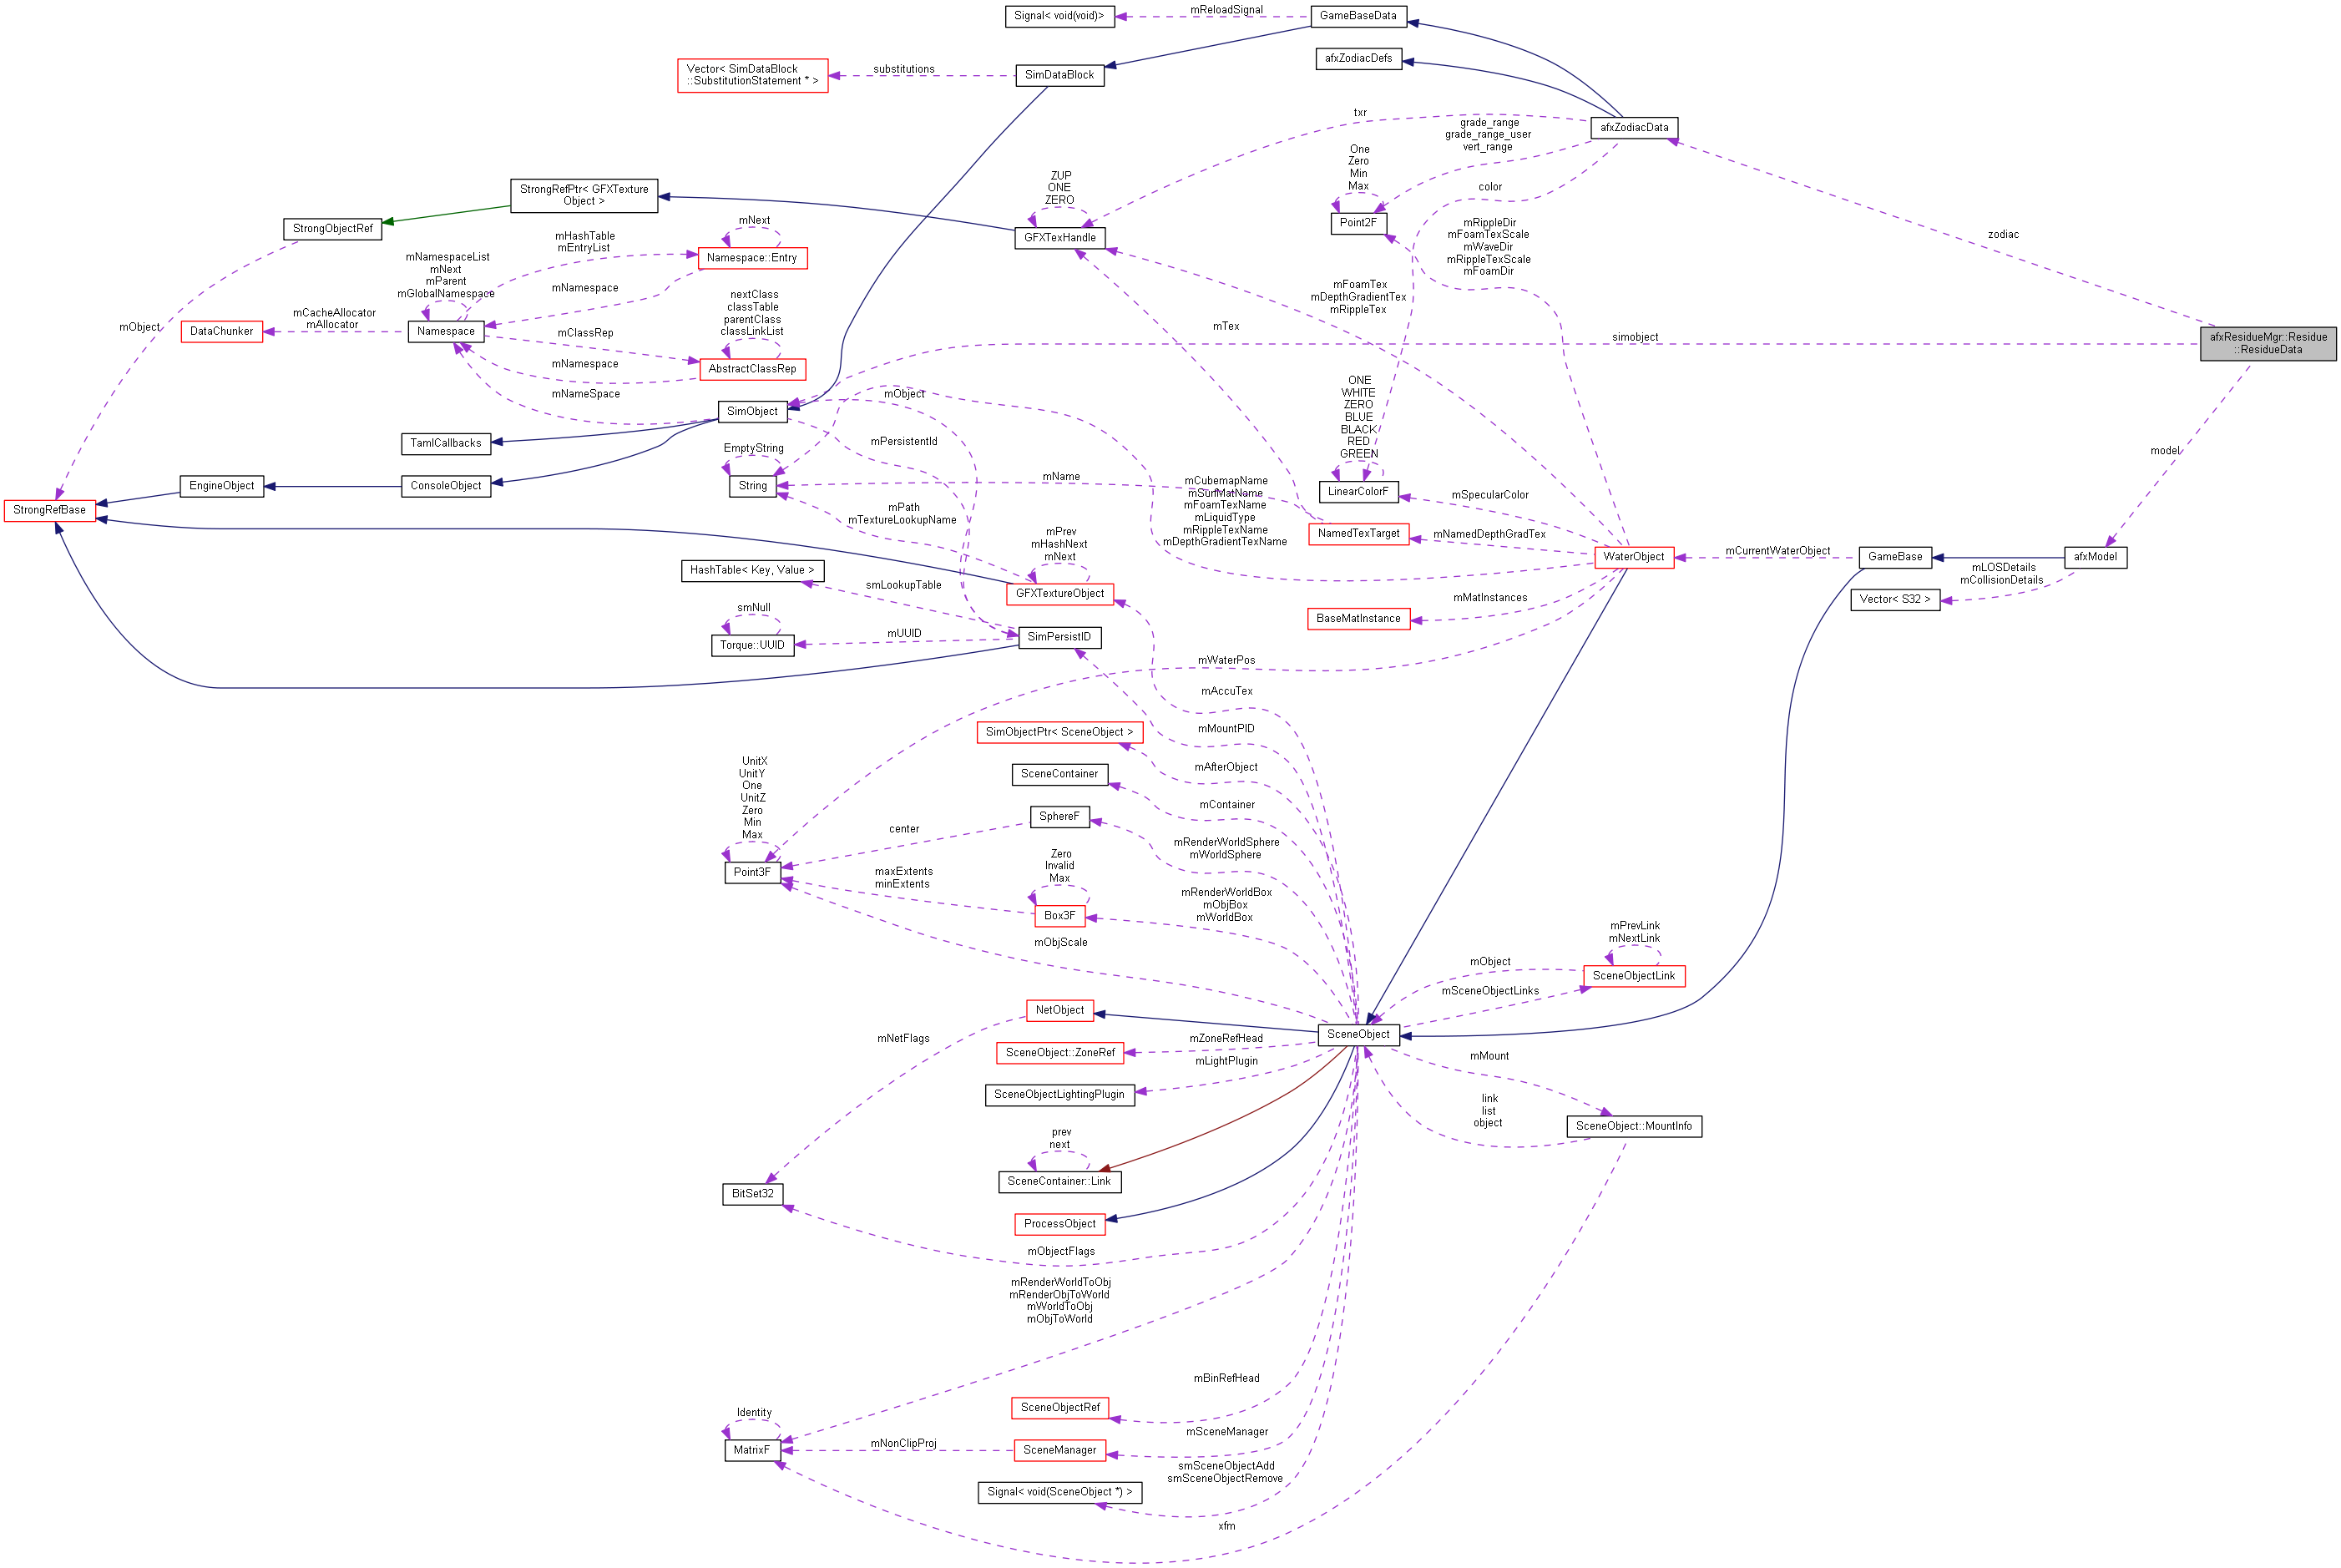 Signal< void(void)>
mReloadSignal
GameBaseData
afxZodiacDefs
Vector< SimDataBlock
::SubstitutionStatement * >
substitutions
SimDataBlock
txr
grade_range
grade_range_user
vert_range
afxZodiacData
One
Zero
Min
Max
ZUP
ONE
ZERO
color
StrongRefPtr< GFXTexture
Object >
StrongObjectRef
mNext
Point2F
GFXTexHandle
mRippleDir
mFoamTexScale
mWaveDir
mRippleTexScale
mFoamDir
zodiac
mHashTable
mEntryList
Namespace::Entry
mNamespaceList
mNext
mParent
mGlobalNamespace
mNamespace
mFoamTex
mDepthGradientTex
mRippleTex
nextClass
classTable
parentClass
classLinkList
mCacheAllocator
mAllocator
mObject
DataChunker
Namespace
mClassRep
mTex
simobject
afxResidueMgr::Residue
::ResidueData
mNamespace
AbstractClassRep
mNameSpace
mObject
ONE
WHITE
ZERO
BLUE
BLACK
RED
GREEN
SimObject
TamlCallbacks
mPersistentId
EmptyString
model
EngineObject
ConsoleObject
String
mName
mCubemapName
mSurfMatName
mFoamTexName
mLiquidType
mRippleTexName
mDepthGradientTexName
LinearColorF
mSpecularColor
StrongRefBase
mPath
mTextureLookupName
NamedTexTarget
mNamedDepthGradTex
mPrev
mHashNext
mNext
WaterObject
mCurrentWaterObject
GameBase
afxModel
HashTable< Key, Value >
smLookupTable
GFXTextureObject
mLOSDetails
mCollisionDetails
Vector< S32 >
mMatInstances
BaseMatInstance
smNull
Torque::UUID
mUUID
SimPersistID
mWaterPos
mAccuTex
SimObjectPtr< SceneObject >
mMountPID
mAfterObject
UnitX
UnitY
One
UnitZ
Zero
Min
Max
SceneContainer
mContainer
center
SphereF
mRenderWorldSphere
mWorldSphere
Point3F
maxExtents
minExtents
Zero
Invalid
Max
Box3F
mRenderWorldBox
mObjBox
mWorldBox
mObjScale
mPrevLink
mNextLink
mObject
SceneObjectLink
mSceneObjectLinks
NetObject
mNetFlags
SceneObject
SceneObject::ZoneRef
mZoneRefHead
mLightPlugin
mMount
SceneObjectLightingPlugin
link
list
object
SceneObject::MountInfo
prev
next
SceneContainer::Link
BitSet32
ProcessObject
mObjectFlags
mRenderWorldToObj
mRenderObjToWorld
mWorldToObj
mObjToWorld
mBinRefHead
SceneObjectRef
Identity
MatrixF
mNonClipProj
SceneManager
mSceneManager
smSceneObjectAdd
smSceneObjectRemove
Signal< void(SceneObject *) >
xfm